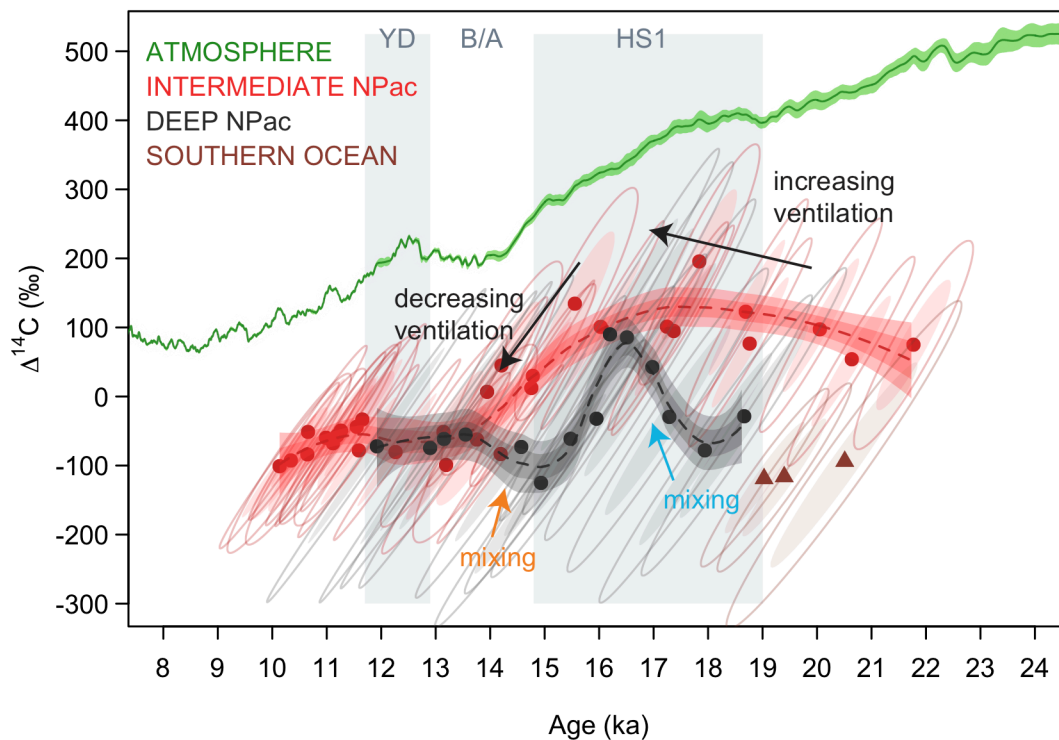 YD B/A HS1
ATMOSPHERE
INTERMEDIATE NPac
DEEP NPac
SOUTHERN OCEAN
increasing
ventilation
decreasing
ventilation
mixing
mixing
500
400
300
200
100
0
-100
-200
-300
Δ¹⁴C (‰)
8 9 10 11 12 13 14 15 16 17 18 19 20 21 22 23 24
Age (ka)